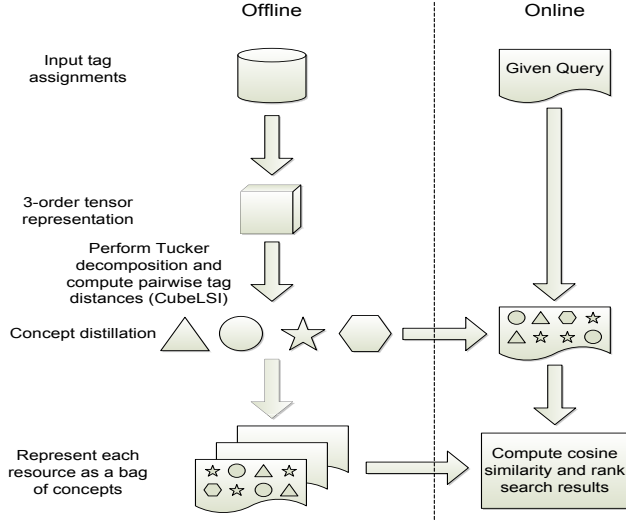 Offline
Online
Input tag
assignments
Given Query
3-order tensor
representation
Perform Tucker
decomposition and
compute pairwise tag
distances (CubeLSI)
Concept distillation
Represent each
resource as a bag
of concepts
Compute cosine
similarity and rank
search results